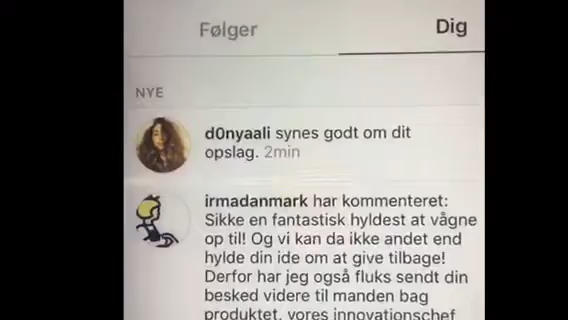 Følger
Dig
NYE
d0nyaali synes godt om dit
opslag. 2min
irmadanmark har kommenteret:
Sikke en fantastisk hyldest at vågne
op til! Og vi kan da ikke andet end
hylde din ide om at give tilbage!
Derfor har jeg også fluks sendt din
besked videre til manden bag
produktet, vores innovationschef